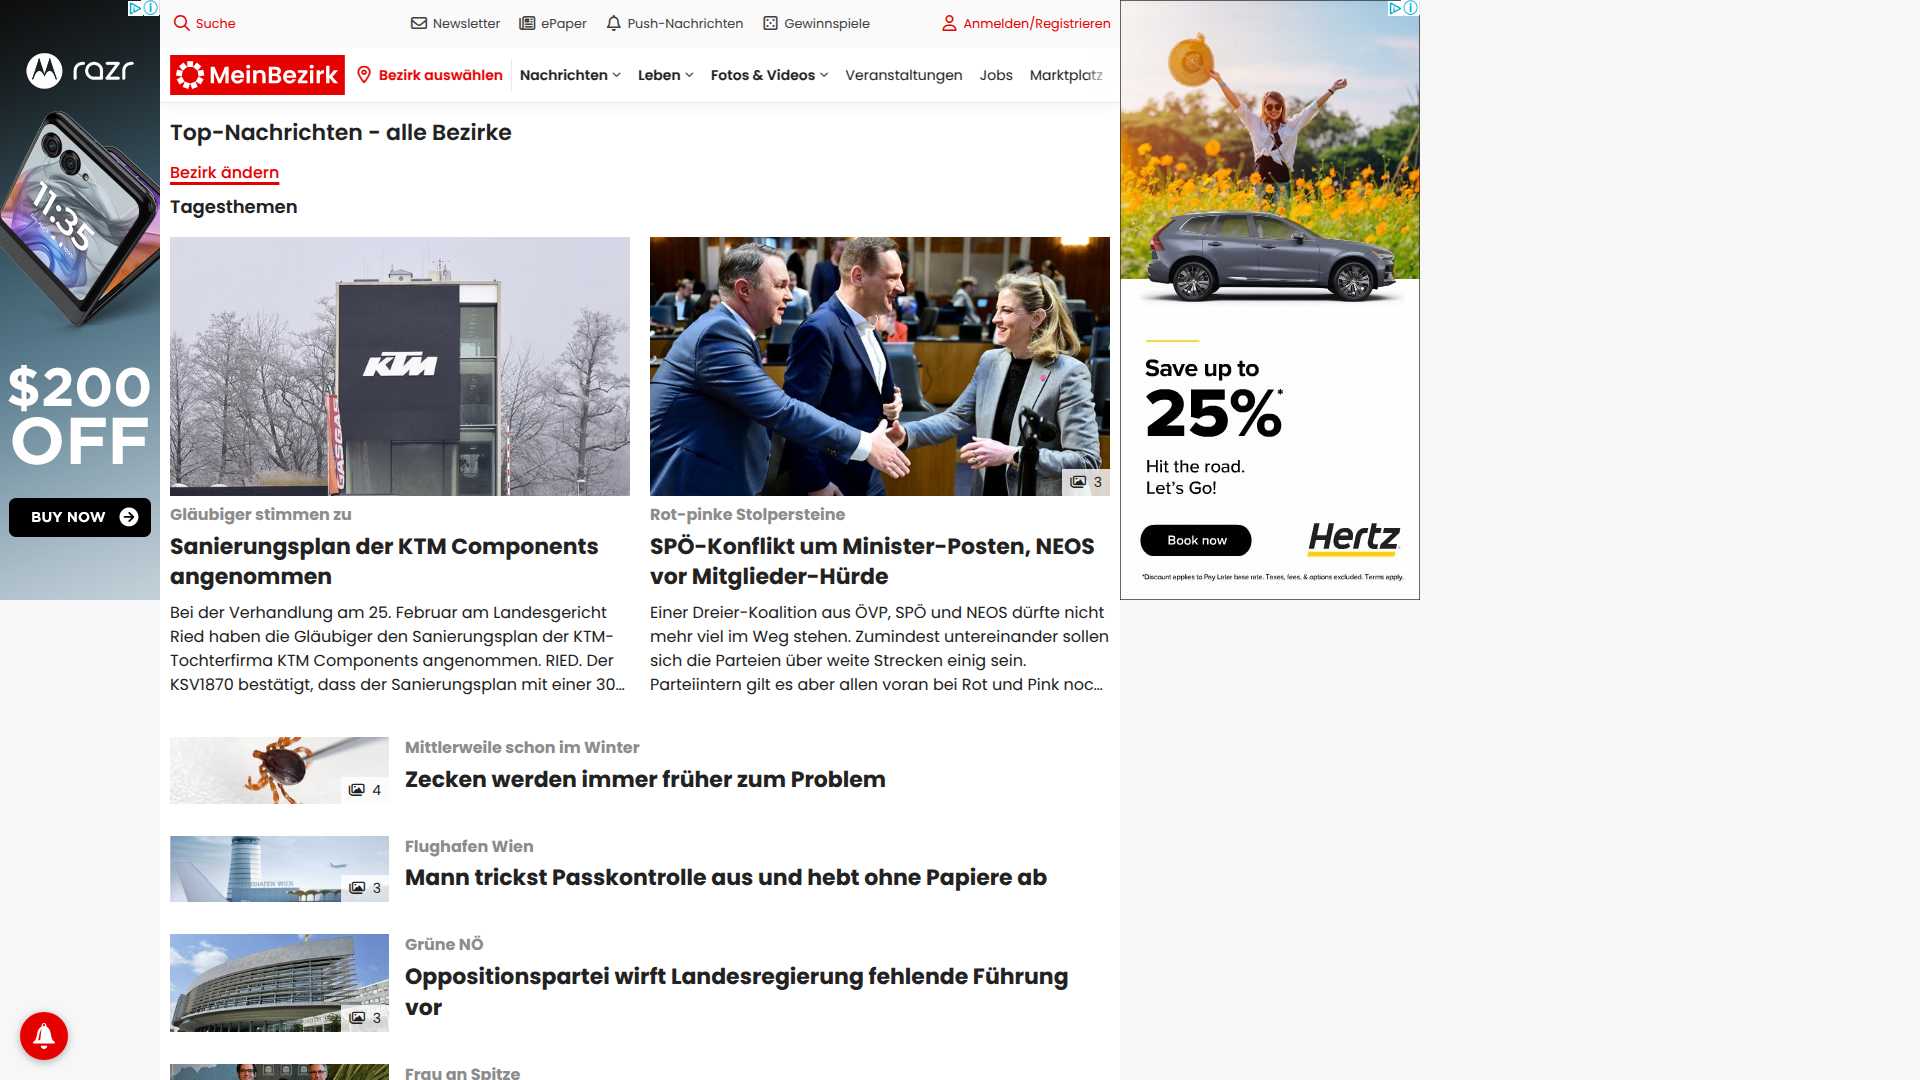 Suche
Newsletter
ePaper
Push-Nachrichten
Gewinnspiele
Anmelden/Registrieren
MeinBezirk
Bezirk auswählen
Nachrichten
Leben
Fotos & Videos
Veranstaltungen
Jobs
Marktplatz
razr
11:35
$200
OFF
BUY NOW
Top-Nachrichten - alle Bezirke
Bezirk ändern
Tagesthemen
KTM
GASGAS
Gläubiger stimmen zu
Sanierungsplan der KTM Components
angenommen
Bei der Verhandlung am 25. Februar am Landesgericht
Ried haben die Gläubiger den Sanierungsplan der KTM-
Tochterfirma KTM Components angenommen. RIED. Der
KSV1870 bestätigt, dass der Sanierungsplan mit einer 30...
3
Rot-pinke Stolpersteine
SPÖ-Konflikt um Minister-Posten, NEOS
vor Mitglieder-Hürde
Einer Dreier-Koalition aus ÖVP, SPÖ und NEOS dürfte nicht
mehr viel im Weg stehen. Zumindest untereinander sollen
sich die Parteien über weite Strecken einig sein.
Parteiintern gilt es aber allen voran bei Rot und Pink noc...
4
Mittlerweile schon im Winter
Zecken werden immer früher zum Problem
3
Flughafen Wien
Mann trickst Passkontrolle aus und hebt ohne Papiere ab
3
Grüne NÖ
Oppositionspartei wirft Landesregierung fehlende Führung
vor
Frau an Spitze
Save up to
25%*
Hit the road.
Let's Go!
Book now
Hertz
*Discount applies to Pay Later base rate. Taxes, fees, & options excluded. Terms apply.